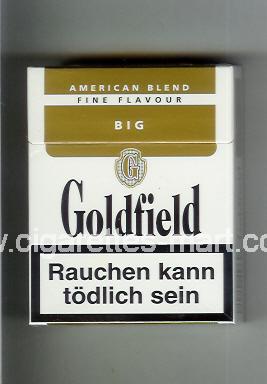 AMERICAN BLEND
FINE FLAVOUR
BIG
G
Goldfield
www.cigarettes-mart.com
Rauchen kann
tödlich sein